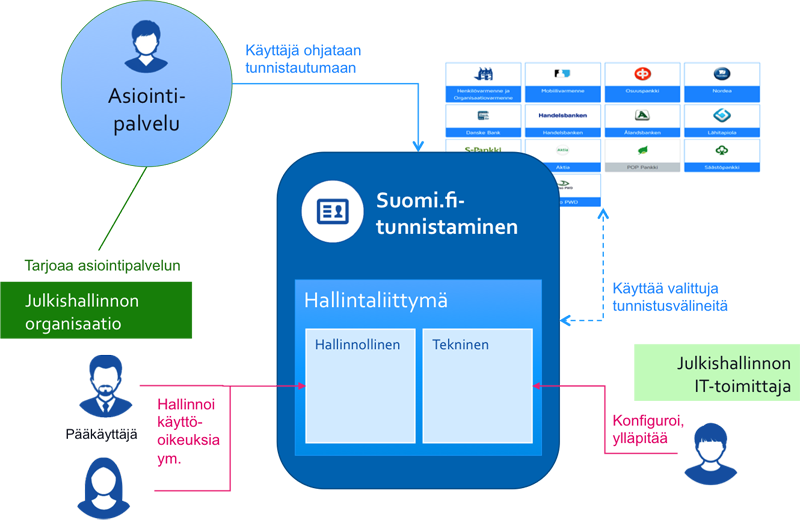 Käyttäjä ohjataan
tunnistautumaan
Asiointi-
palvelu
Henkilövarmenne ja
Organisaatiovarmenne
Mobiilivarmenne
Osuuspankki
Nordea
Danske Bank
Handelsbanken
Handelsbanken
Ålandsbanken
Lähitapiola
S-Pankki
Aktia
POP Pankki
Säästöpankki
PWD
Suomi.fi-
tunnistaminen
Tarjoaa asiointipalvelun
Julkishallinnon
organisaatio
Käyttää valittuja
tunnistusvälineitä
Hallintaliittymä
Hallinnollinen
Tekninen
Julkishallinnon
IT-toimittaja
Pääkäyttäjä
Hallinnoi
käyttö-
oikeuksia
ym.
Konfiguroi,
ylläpitää